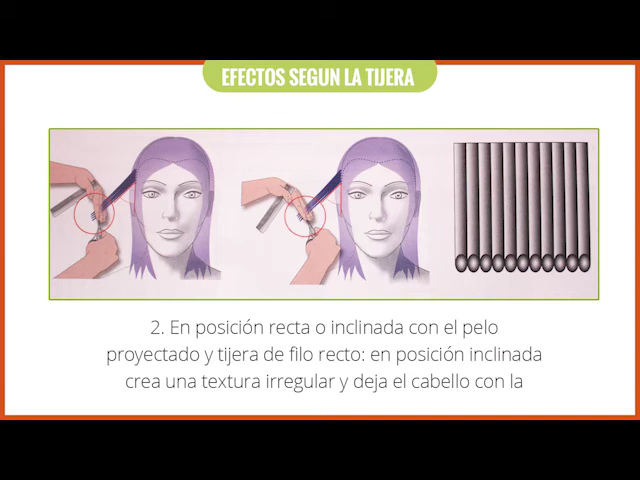 EFECTOS SEGUN LA TIJERA
2. En posición recta o inclinada con el pelo
proyectado y tijera de filo recto: en posición inclinada
crea una textura irregular y deja el cabello con la